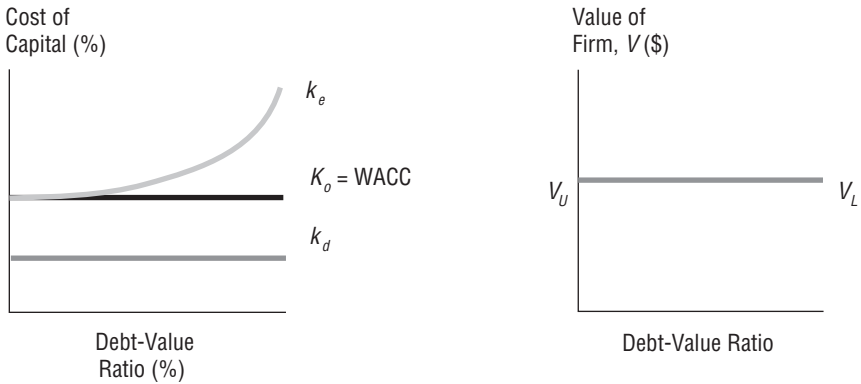 Cost of
Capital (%)
k_e
K_o = WACC
k_d
Debt-Value
Ratio (%)
Value of
Firm, V ($)
V_U
V_L
Debt-Value Ratio